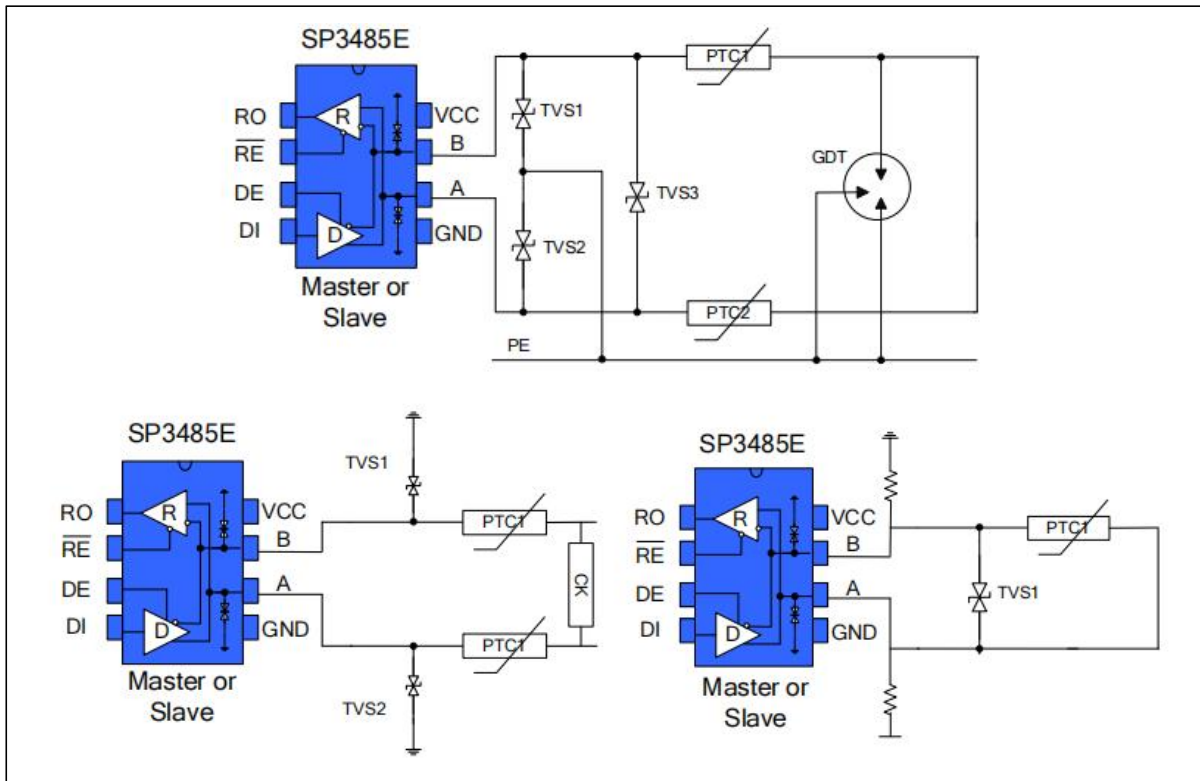 SP3485E
RO
RE
DE
DI
R
D
VCC
B
A
GND
Master or
Slave
TVS1
TVS2
TVS3
PTC1
PTC2
GDT
PE
SP3485E
RO
RE
DE
DI
R
D
VCC
B
A
GND
Master or
Slave
TVS1
TVS2
PTC1
PTC1
CK
SP3485E
RO
RE
DE
DI
R
D
VCC
B
A
GND
Master or
Slave
PTC1
TVS1